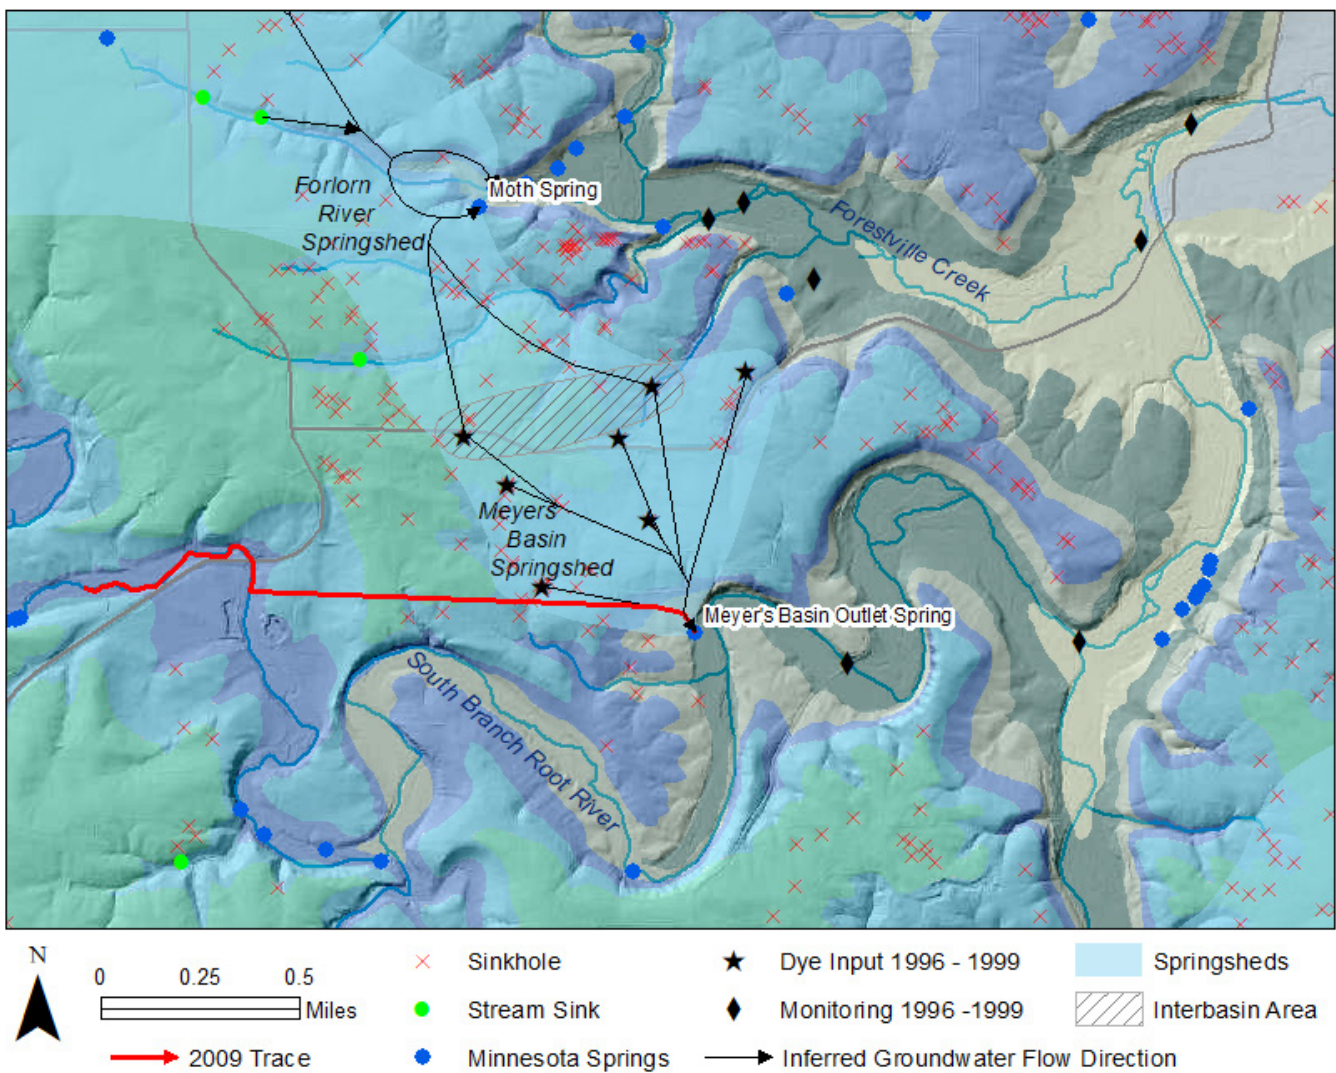 Moth Spring
Forlorn
River
Springshed
Forestville Creek
Meyers
Basin
Springshed
Meyer's Basin Outlet Spring
South Branch Root River
N
0 0.25 0.5
Miles
2009 Trace
Sinkhole
Stream Sink
Minnesota Springs
Dye Input 1996 - 1999
Monitoring 1996 -1999
Inferred Groundwater Flow Direction
Springsheds
Interbasin Area